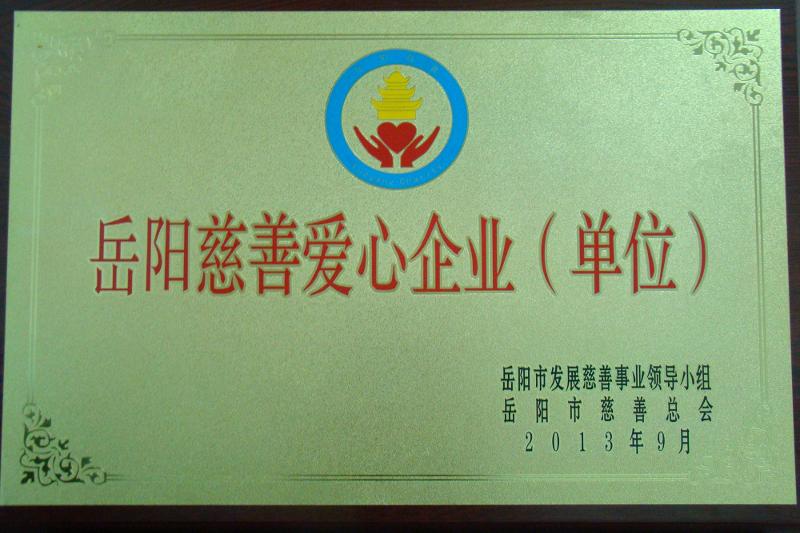 岳阳慈善爱心企业（单位）
岳阳市发展慈善事业领导小组
岳阳市慈善总会
2013年9月